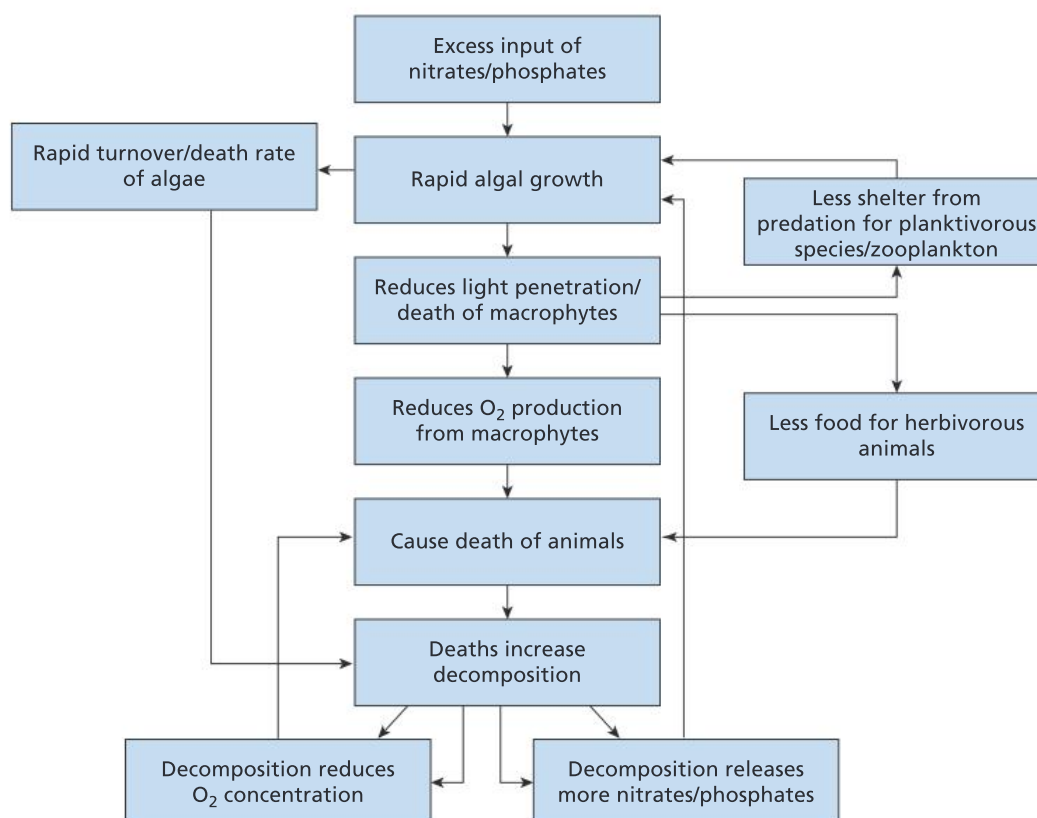 Excess input of
nitrates/phosphates
Rapid turnover/death rate
of algae
Rapid algal growth
Less shelter from
predation for planktivorous
species/zooplankton
Reduces light penetration/
death of macrophytes
Reduces O₂ production
from macrophytes
Less food for herbivorous
animals
Cause death of animals
Deaths increase
decomposition
Decomposition reduces
O₂ concentration
Decomposition releases
more nitrates/phosphates